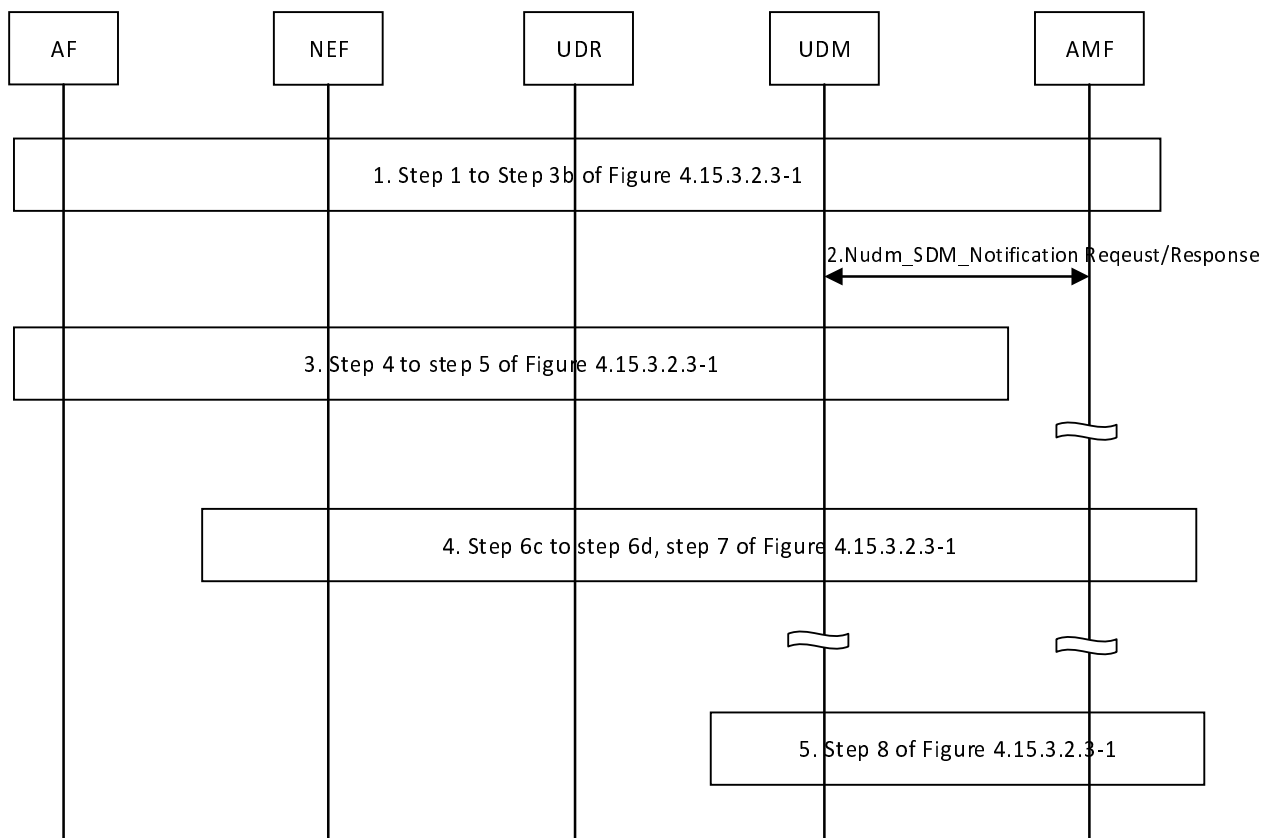 AF
NEF
UDR
UDM
AMF
1. Step 1 to Step 3b of Figure 4.15.3.2.3-1
2.Nudm_SDM_Notification Reqeust/Response
3. Step 4 to step 5 of Figure 4.15.3.2.3-1
4. Step 6c to step 6d, step 7 of Figure 4.15.3.2.3-1
5. Step 8 of Figure 4.15.3.2.3-1